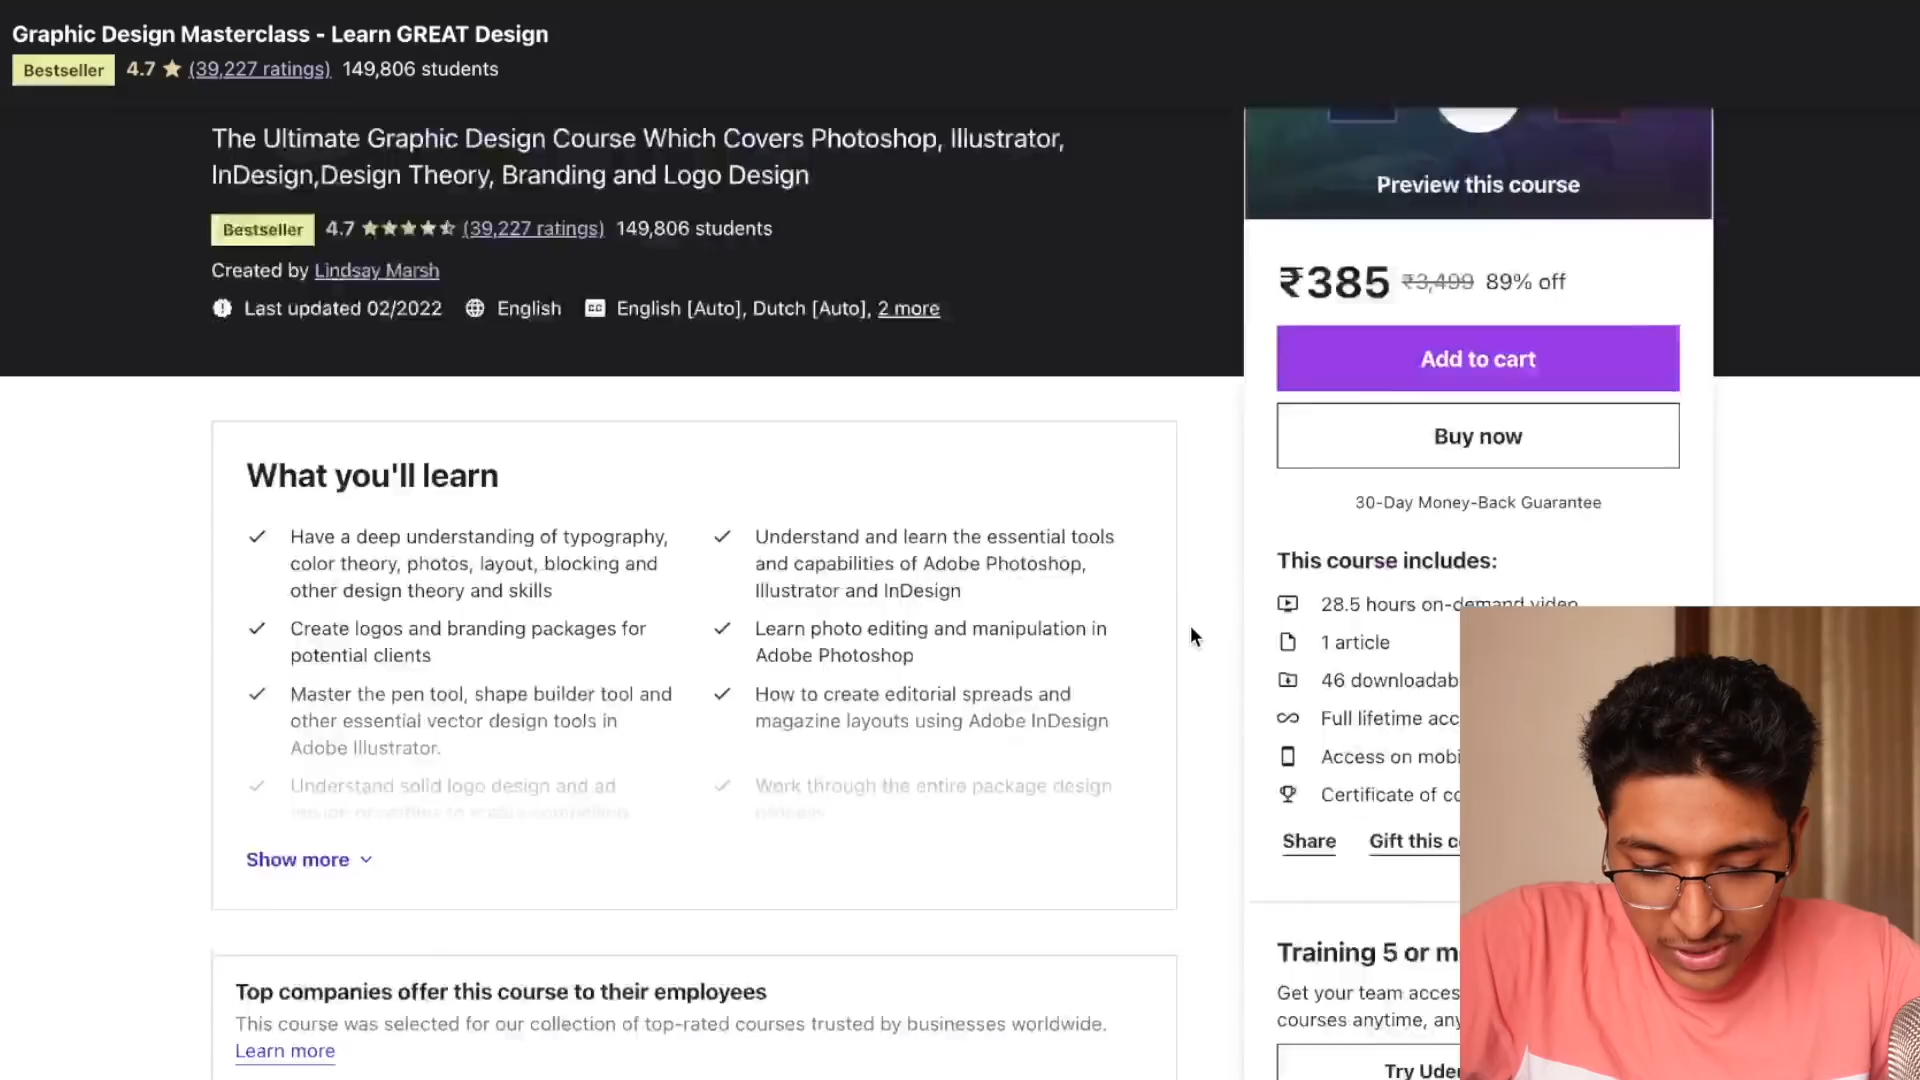 Graphic Design Masterclass - Learn GREAT Design
Bestseller 4.7 (39,227 ratings) 149,806 students
The Ultimate Graphic Design Course Which Covers Photoshop, Illustrator,
InDesign,Design Theory, Branding and Logo Design
Bestseller 4.7 (39,227 ratings) 149,806 students
Created by Lindsay Marsh
Last updated 02/2022 English English [Auto], Dutch [Auto], 2 more
What you'll learn
Have a deep understanding of typography,
color theory, photos, layout, blocking and
other design theory and skills
Create logos and branding packages for
potential clients
Master the pen tool, shape builder tool and
other essential vector design tools in
Adobe Illustrator.
Understand solid logo design and ad
Understand and learn the essential tools
and capabilities of Adobe Photoshop,
Illustrator and InDesign
Learn photo editing and manipulation in
Adobe Photoshop
How to create editorial spreads and
magazine layouts using Adobe InDesign
Work through the entire package design
process
Show more
Top companies offer this course to their employees
This course was selected for our collection of top-rated courses trusted by businesses worldwide.
Learn more
Preview this course
₹385 ₹3,499 89% off
Add to cart
Buy now
30-Day Money-Back Guarantee
This course includes:
28.5 hours on-demand video
1 article
46 downloadab
Full lifetime acc
Access on mobi
Certificate of co
Share Gift this c
Training 5 or m
Get your team acces
courses anytime, any
Try Ude